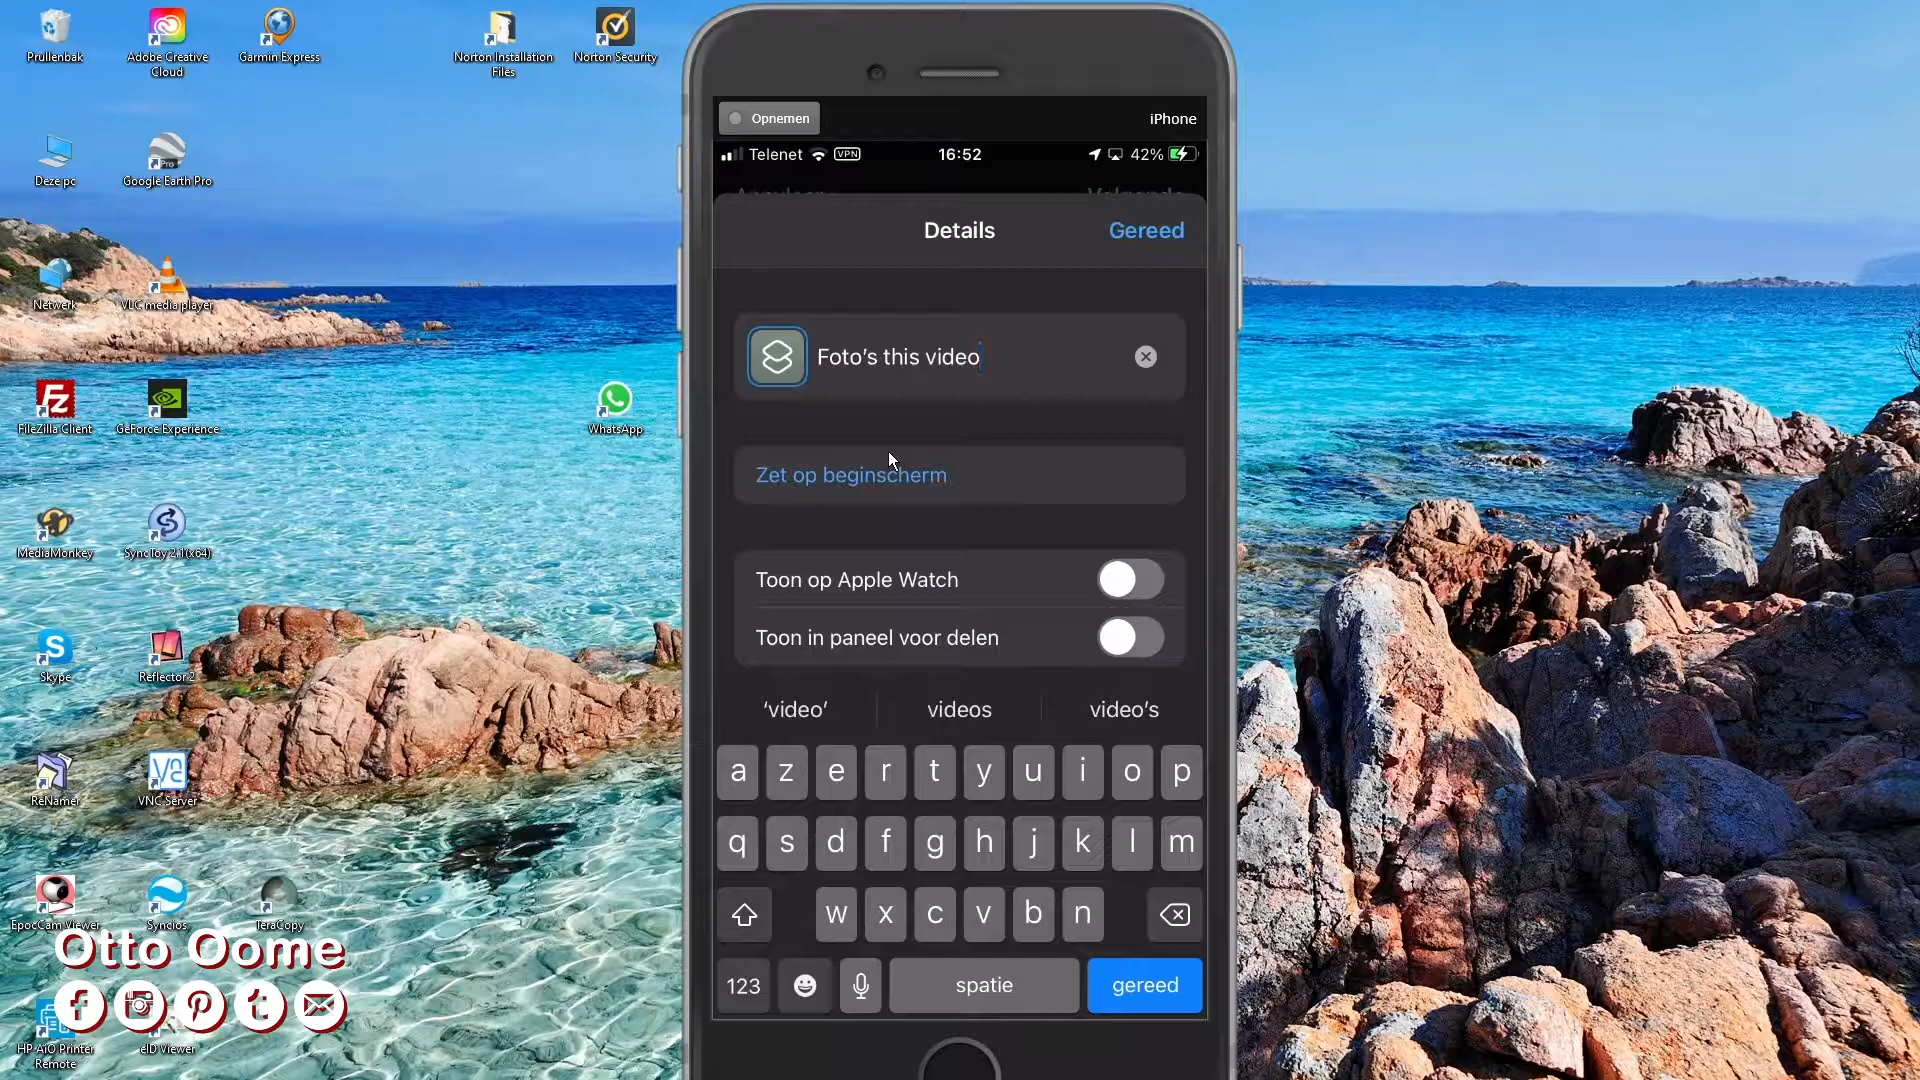 Prullenbak
Adobe Creative
Cloud
Garmin Express
Norton Installation
Files
Norton Security
Deze pc
Google Earth Pro
Pro
Netwerk
VLC media player
FileZilla Client
GeForce Experience
WhatsApp
MediaMonkey
SyncToy 2.1(x64)
Skype
Reflector 2
ReNamer
VNC Server
EpocCam Viewer
Syncios
TeraCopy
Otto Oome
HP AiO Printer
Remote
eID Viewer
Opnemen
iPhone
Telenet
VPN
16:52
42%
Details
Gereed
Foto's this video
Zet op beginscherm
Toon op Apple Watch
Toon in paneel voor delen
‘video’ videos video's
a z e r t y u i o p
q s d f g h j k l m
w x c v b n
123 spatie gereed